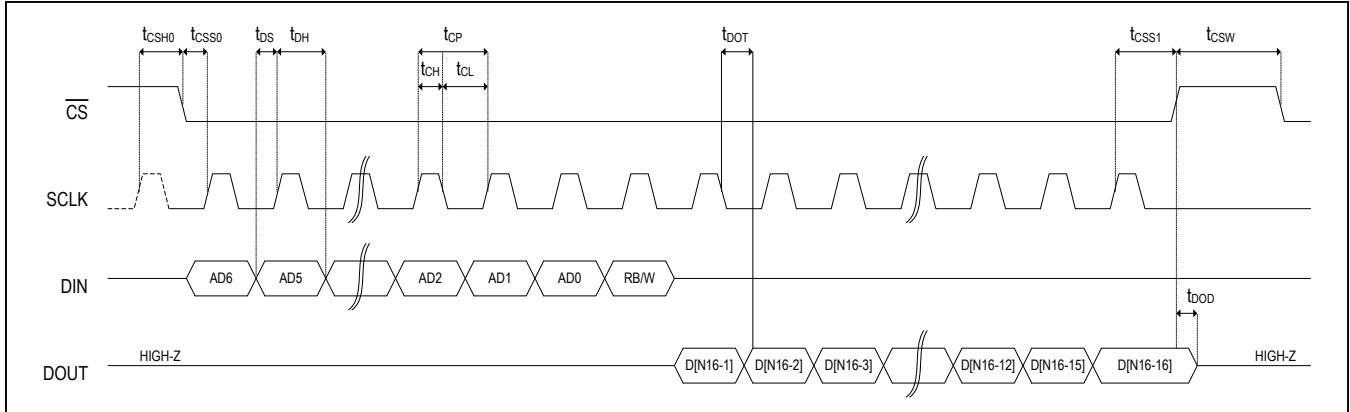 tCSH0 tCSS0 tDS tDH tCP tDOT tCSS1 tCSW
tCH tCL
CS
SCLK
DIN AD6 AD5 AD2 AD1 AD0 RB/W
tDOD
DOUT HIGH-Z D[N16-1] D[N16-2] D[N16-3] D[N16-12] D[N16-15] D[N16-16] HIGH-Z